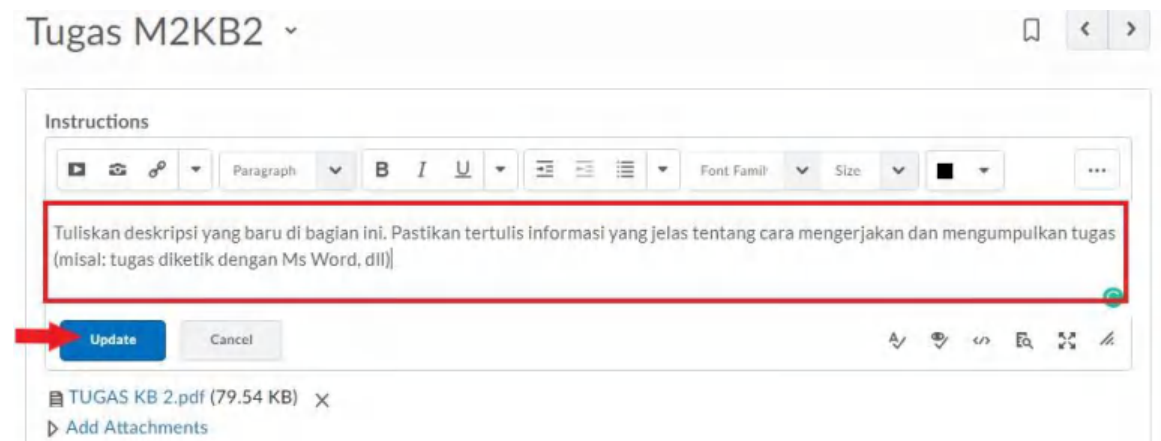 Tugas M2KB2
Instructions
Paragraph B I U Font Famil Size ...
Tuliskan deskripsi yang baru di bagian ini. Pastikan tertulis informasi yang jelas tentang cara mengerjakan dan mengumpulkan tugas
(misal: tugas diketik dengan Ms Word, dll)
Update Cancel
TUGAS KB 2.pdf (79.54 KB)
Add Attachments